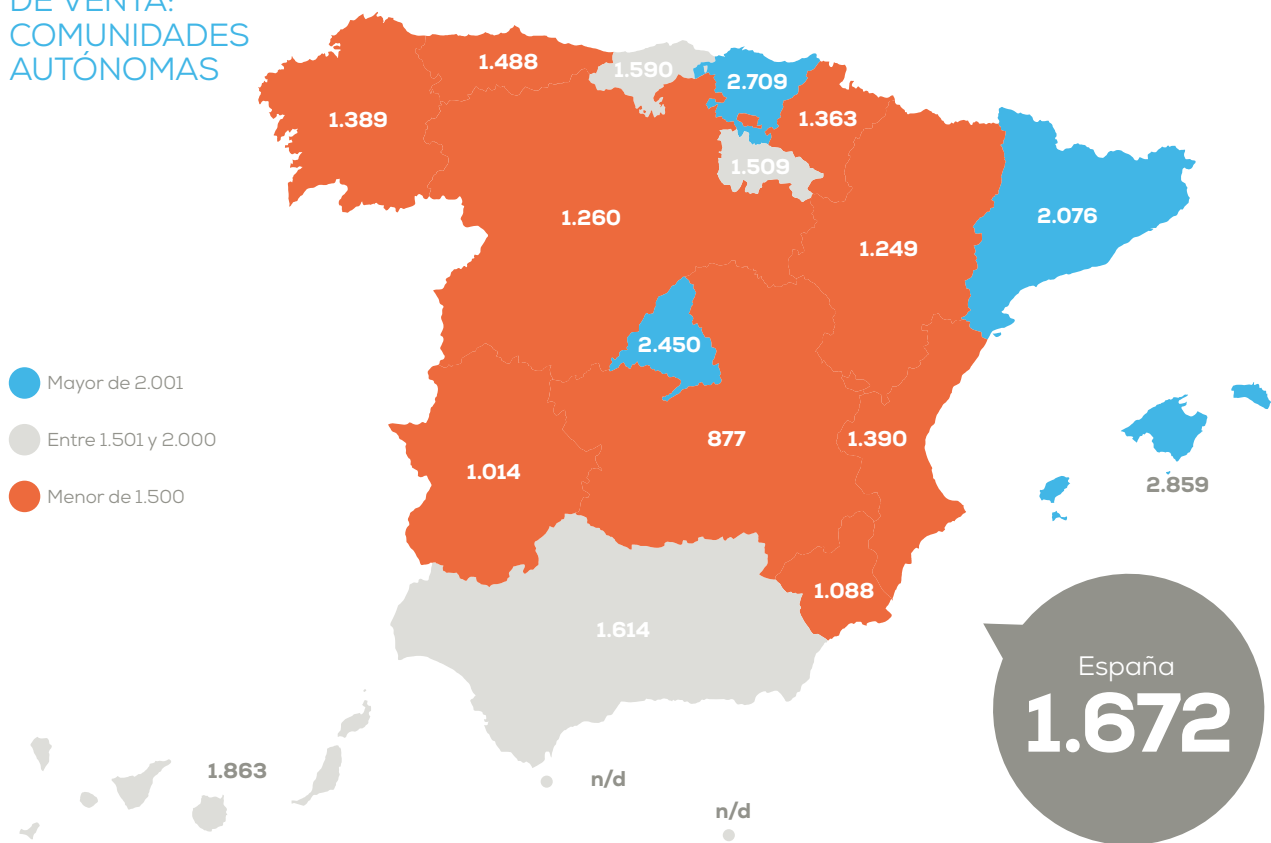 DE VENTA:
COMUNIDADES
AUTÓNOMAS
1.488
1.590
2.709
1.389
1.363
1.509
1.260
2.076
1.249
2.450
Mayor de 2.001
Entre 1.501 y 2.000
Menor de 1.500
877
1.390
1.014
2.859
1.088
1.614
España
1.672
1.863
n/d
n/d